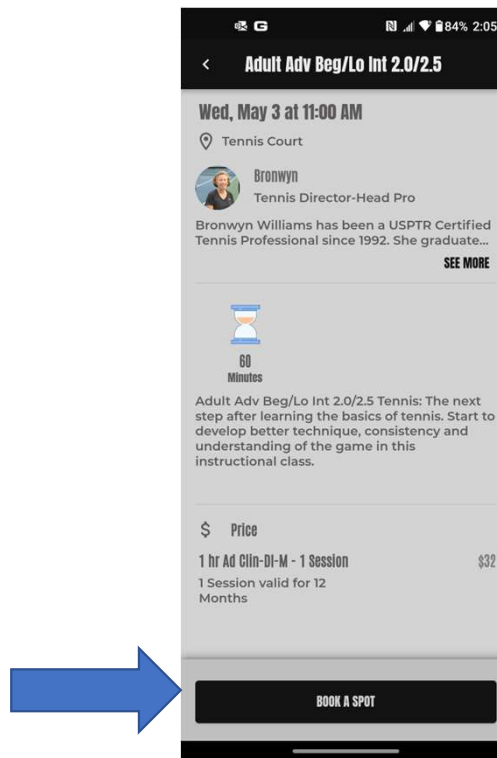 84% 2:05
Adult Adv Beg/Lo Int 2.0/2.5
Wed, May 3 at 11:00 AM
Tennis Court
Bronwyn
Tennis Director-Head Pro
Bronwyn Williams has been a USPTR Certified
Tennis Professional since 1992. She graduate...
SEE MORE
60
Minutes
Adult Adv Beg/Lo Int 2.0/2.5 Tennis: The next
step after learning the basics of tennis. Start to
develop better technique, consistency and
understanding of the game in this
instructional class.
$ Price
1 hr Ad Clin-DI-M - 1 Session $32
1 Session valid for 12
Months
BOOK A SPOT